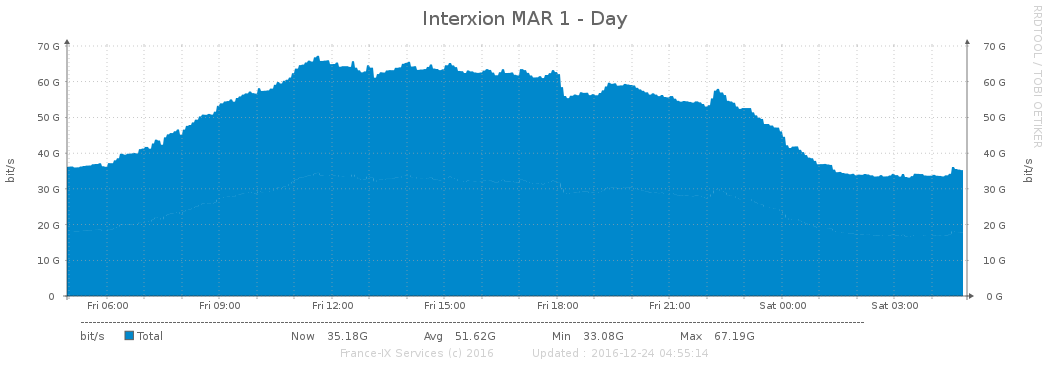 Interxion MAR 1 - Day
RRDTOOL / TOBI OETIKER
70 G 70 G
60 G 60 G
50 G 50 G
40 G 40 G
30 G 30 G
20 G 20 G
10 G 10 G
0 0 G
bit/s bit/s
Fri 06:00 Fri 09:00 Fri 12:00 Fri 15:00 Fri 18:00 Fri 21:00 Sat 00:00 Sat 03:00
bit/s Total Now 35.18G Avg 51.62G Min 33.08G Max 67.19G
France-IX Services (c) 2016 Updated : 2016-12-24 04:55:14